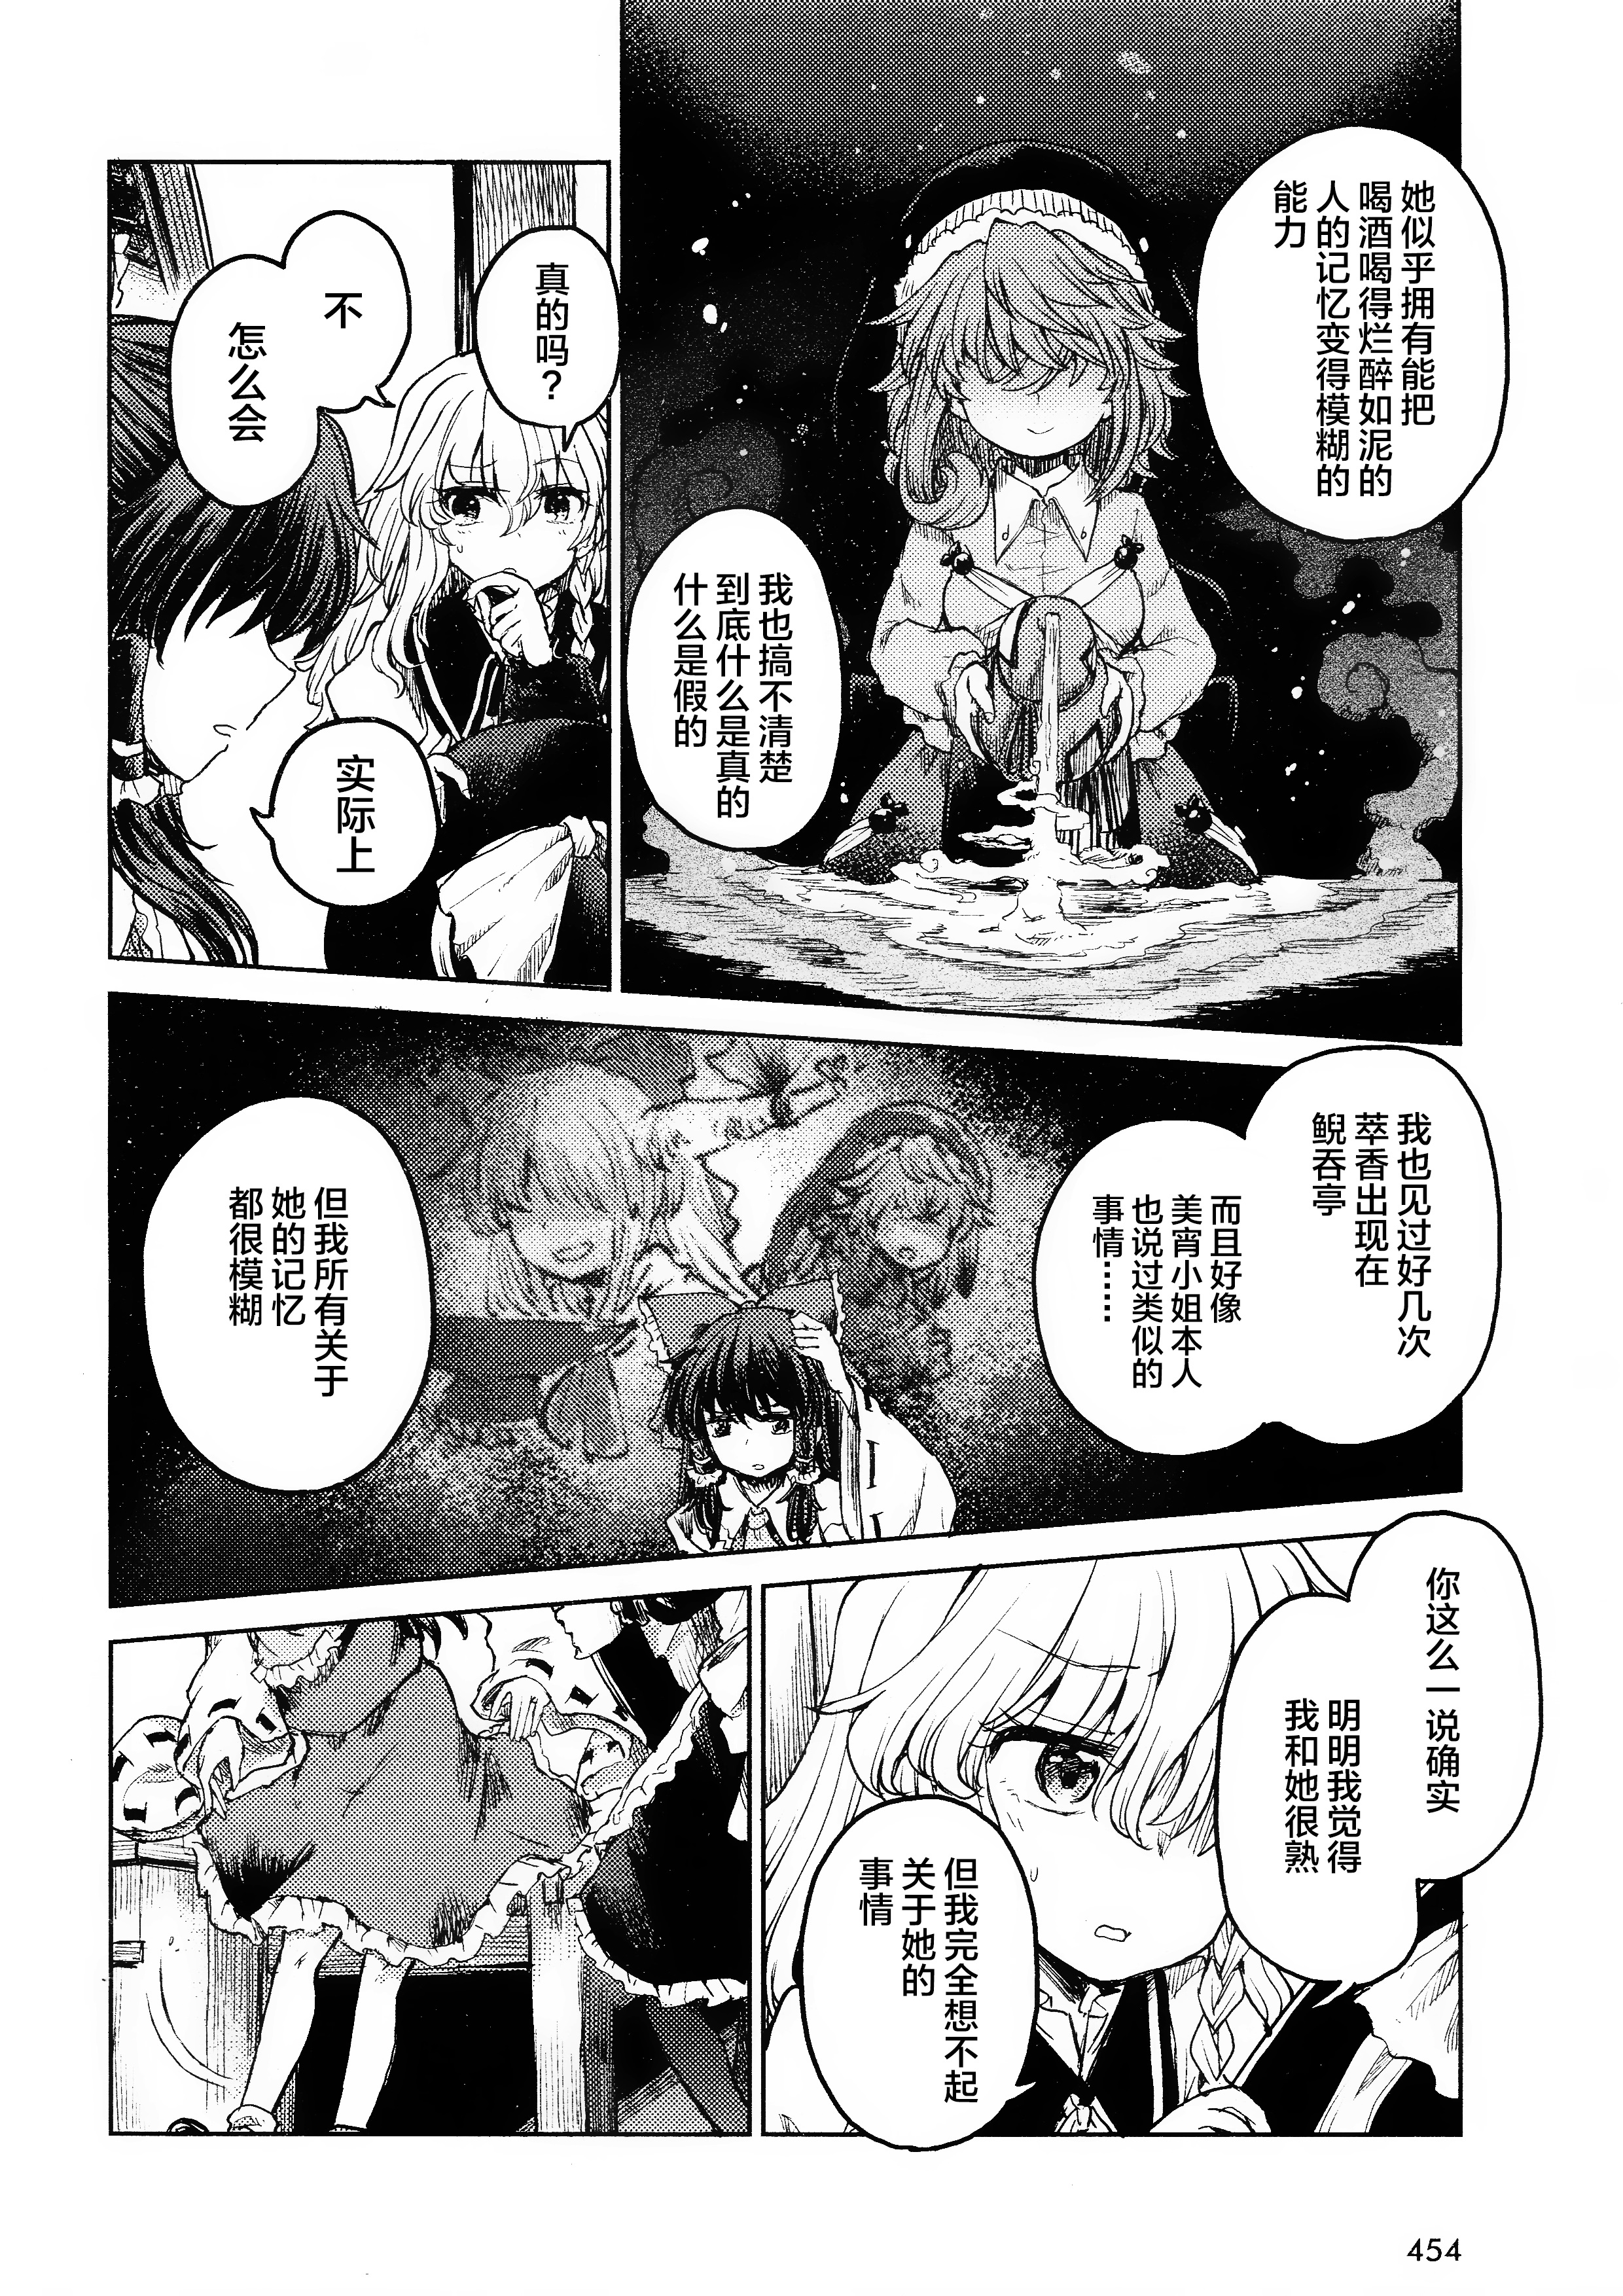 她似乎拥有能把
喝酒喝得烂醉如泥的
人的记忆变得模糊的
能力
我也搞不清楚
到底什么是真的
什么是假的
真的吗？
不
怎么会
实际上
我也见过好几次
萃香出现在
鲵吞亭
而且好像
美宵小姐本人
也说过类似的
事情……
但我所有关于
她的记忆
都很模糊
你这么一说确实
明明我觉得
我和她很熟
但我完全想不起
关于她的
事情
454